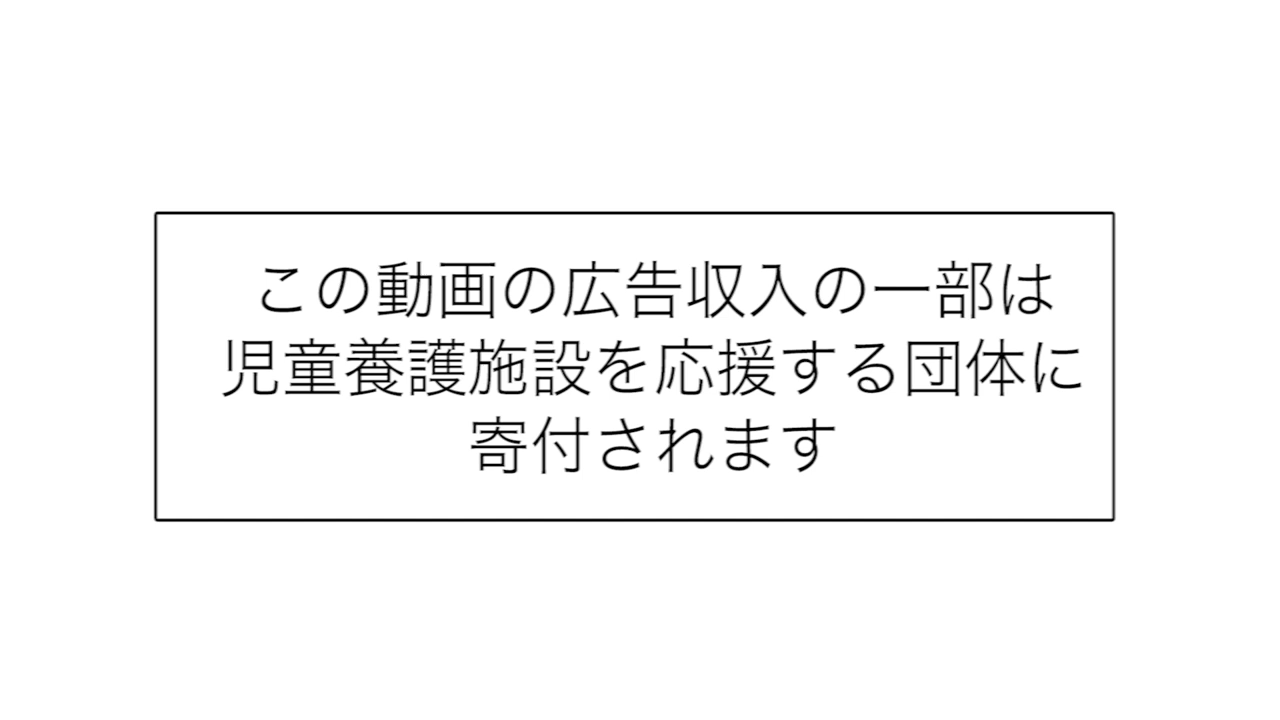 この動画の広告収入の一部は
児童養護施設を応援する団体に
寄付されます